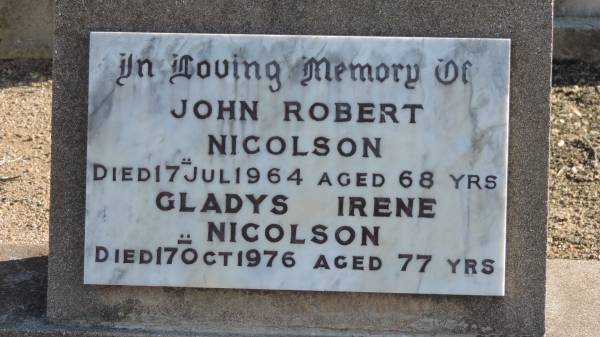 In Loving Memory Of
JOHN ROBERT
NICOLSON
DIED 17TH JUL 1964 AGED 68 YRS
GLADYS IRENE
NICOLSON
DIED 17TH OCT 1976 AGED 77 YRS